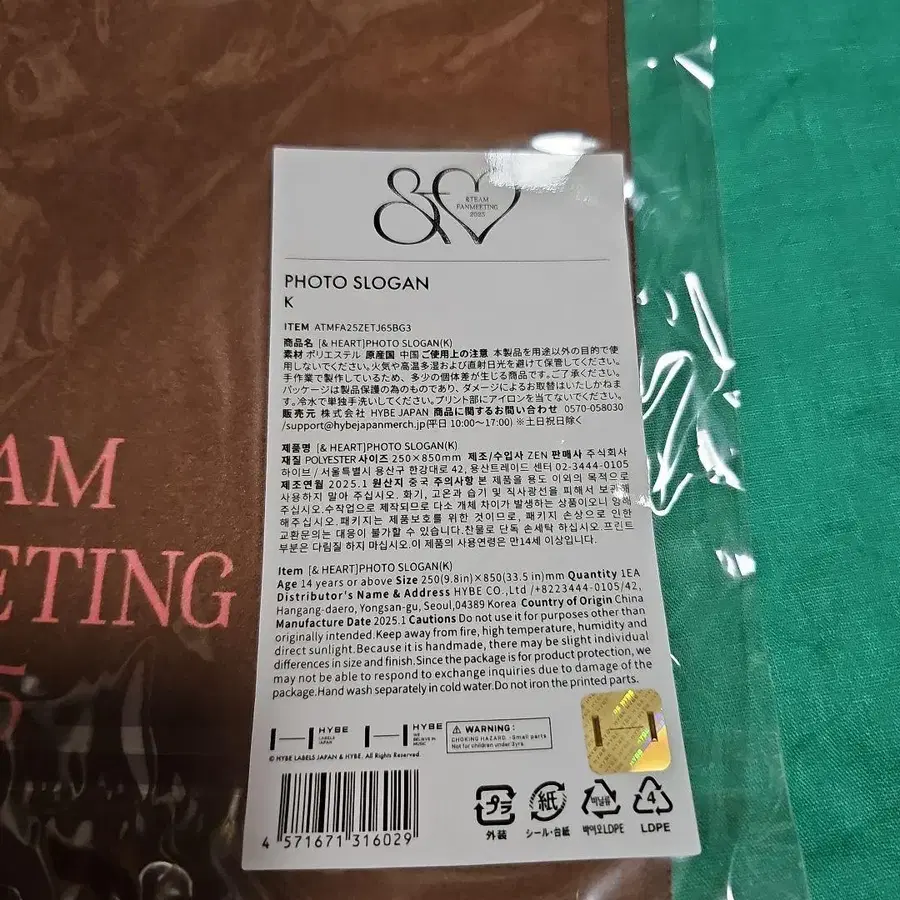 &
&TEAM
FANMEETING
2025
PHOTO SLOGAN
K
ITEM ATMFA25ZETJ65BG3
商品名 [& HEART]PHOTO SLOGAN(K)
素材 ポリエステル 原産国 中国 ご使用上の注意 本製品を用途以外の目的で使
用しないでください。火気や高温多湿および直射日光を避けて保管してください。
手作業で製作しているため、多少の個体差が生じる商品です。ご了承ください。
パッケージは製品保護の為のものであり、ダメージによるお取替はいたしかねま
す。冷水で単独手洗いしてください。プリント部にアイロンを当てないでください。
販売元 株式会社 HYBE JAPAN 商品に関するお問い合わせ 0570-058030
/support@hybejapanmerch.jp(平日 10:00～17:00) ※土日祝日除く
제품명 [& HEART]PHOTO SLOGAN(K)
재질 POLYESTER 사이즈 250×850mm 제조/수입사 ZEN 판매사 주식회사
하이브 / 서울특별시 용산구 한강대로 42, 용산트레이드 센터 02-3444-0105
제조연월 2025.1 원산지 중국 주의사항 본 제품을 용도 이외의 목적으로
사용하지 말아 주십시오. 화기, 고온과 습기 및 직사광선을 피해서 보관해
주십시오.수작업으로 제작되므로 다소 개체 차이가 발생하는 상품이오니 양해
해주십시오.패키지는 제품보호를 위한 것이므로, 패키지 손상으로 인한
교환문의는 대응이 불가할 수 있습니다.찬물로 단독 손세탁 하십시오 프린트
부분은 다림질 하지 마십시오.이 제품의 사용연령은 만14세 이상입니다.
Item [& HEART]PHOTO SLOGAN(K)
Age 14 years or above Size 250(9.8in)×850(33.5in)mm Quantity 1EA
Distributor's Name & Address HYBE CO.,Ltd /+8223444-0105/42,
Hangang-daero, Yongsan-gu, Seoul,04389 Korea Country of Origin China
Manufacture Date 2025.1 Cautions Do not use it for purposes other than
originally intended.Keep away from fire, high temperature, humidity and
direct sunlight.Because it is handmade, there may be slight individual
differences in size and finish.Since the package is for product protection, we
may not be able to respond to exchange inquiries due to damage of the
package.Hand wash separately in cold water.Do not iron the printed parts.
HYBE
LABELS
JAPAN
HYBE
WE
BELIEVE IN
MUSIC
WARNING:
CHOKING HAZARD -Small parts
Not for children under 3yrs.
© HYBE LABELS JAPAN & HYBE. All Rights Reserved.
4 571671 316029
プラ
外装
紙
シール・台紙
비닐류
바이오LDPE
4
LDPE
AM
ETING
5